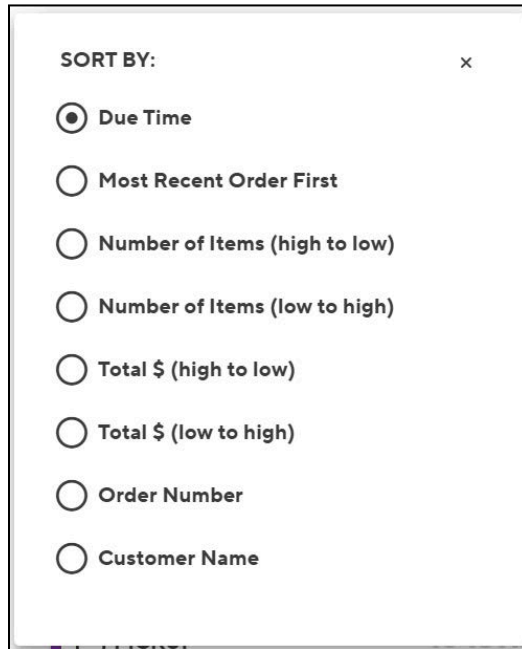 SORT BY: ×
Due Time
Most Recent Order First
Number of Items (high to low)
Number of Items (low to high)
Total $ (high to low)
Total $ (low to high)
Order Number
Customer Name